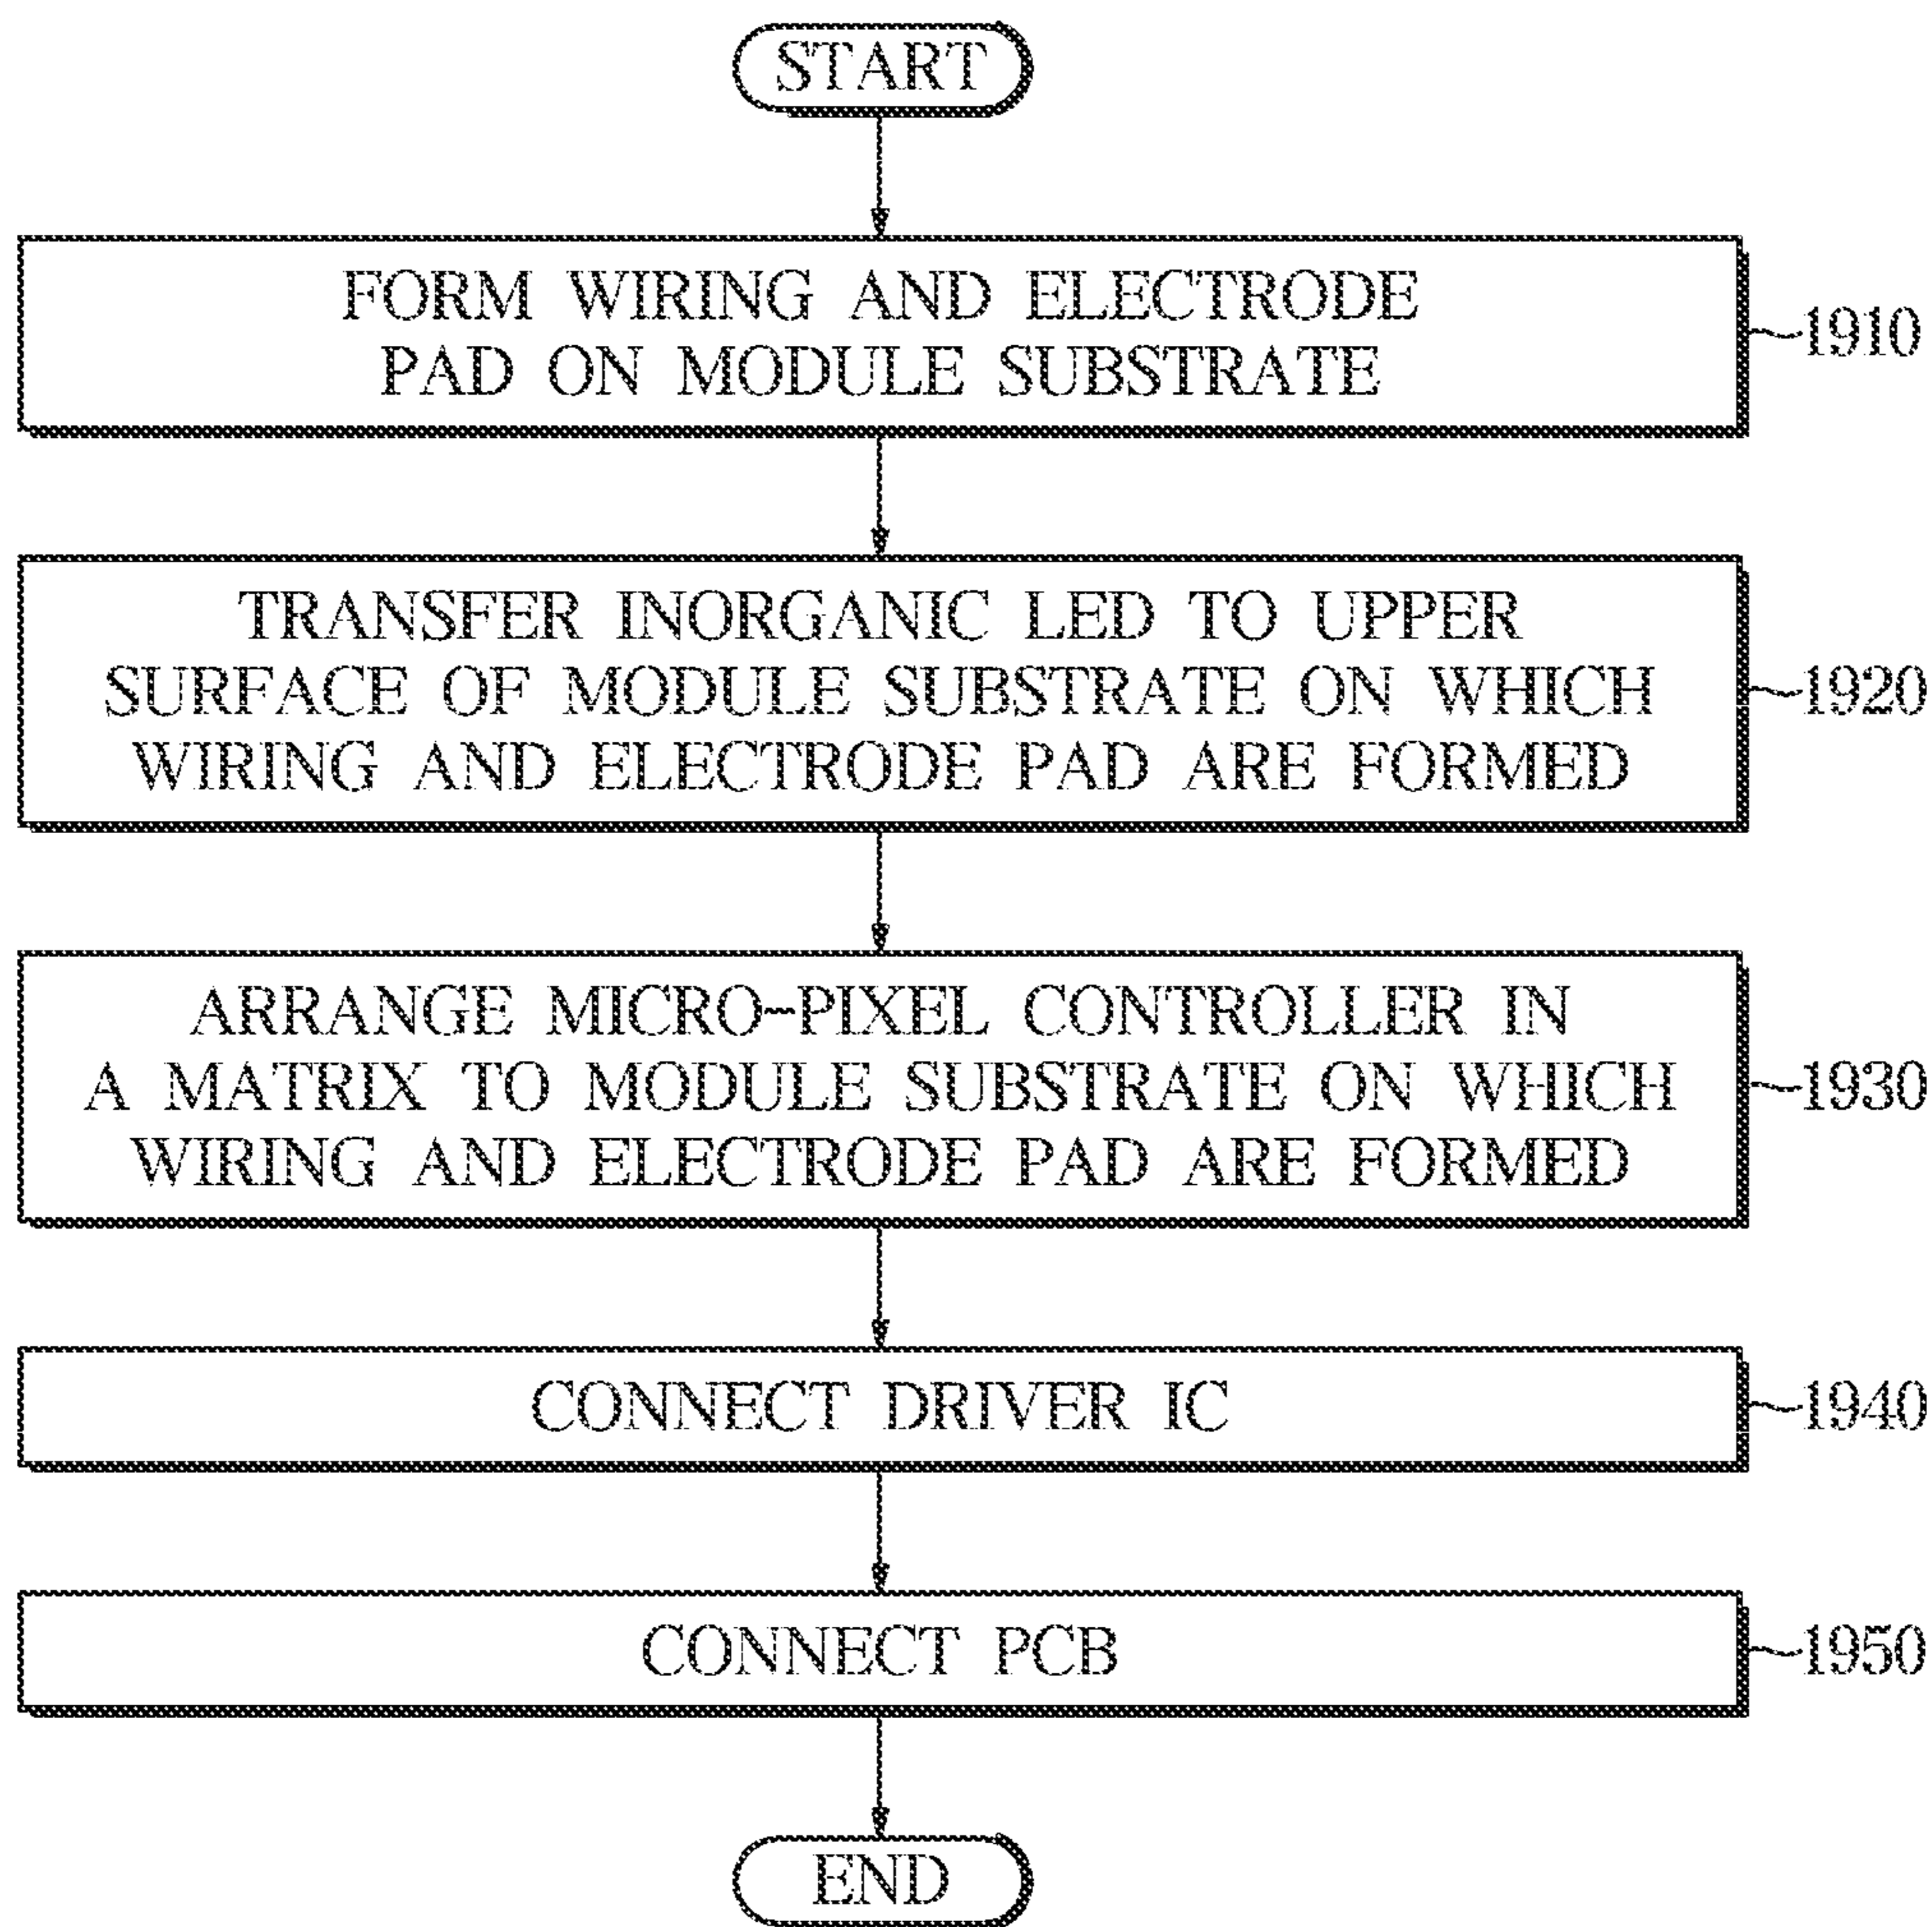 START
FORM WIRING AND ELECTRODE
PAD ON MODULE SUBSTRATE
1910
TRANSFER INORGANIC LED TO UPPER
SURFACE OF MODULE SUBSTRATE ON WHICH
WIRING AND ELECTRODE PAD ARE FORMED
1920
ARRANGE MICRO-PIXEL CONTROLLER IN
A MATRIX TO MODULE SUBSTRATE ON WHICH
WIRING AND ELECTRODE PAD ARE FORMED
1930
CONNECT DRIVER IC
1940
CONNECT PCB
1950
END